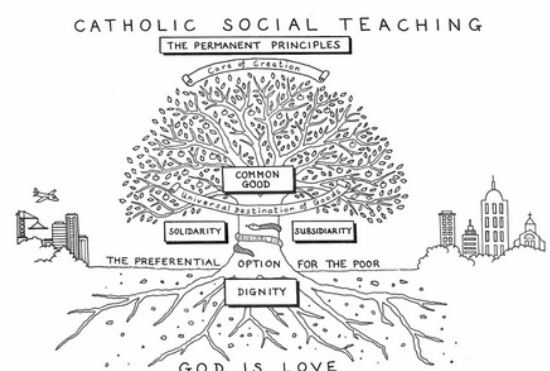 CATHOLIC SOCIAL TEACHING
THE PERMANENT PRINCIPLES
Care of Creation
COMMON
GOOD
Universal Destination of Goods
SOLIDARITY
SUBSIDIARITY
THE PREFERENTIAL OPTION FOR THE POOR
DIGNITY
GOD IS LOVE